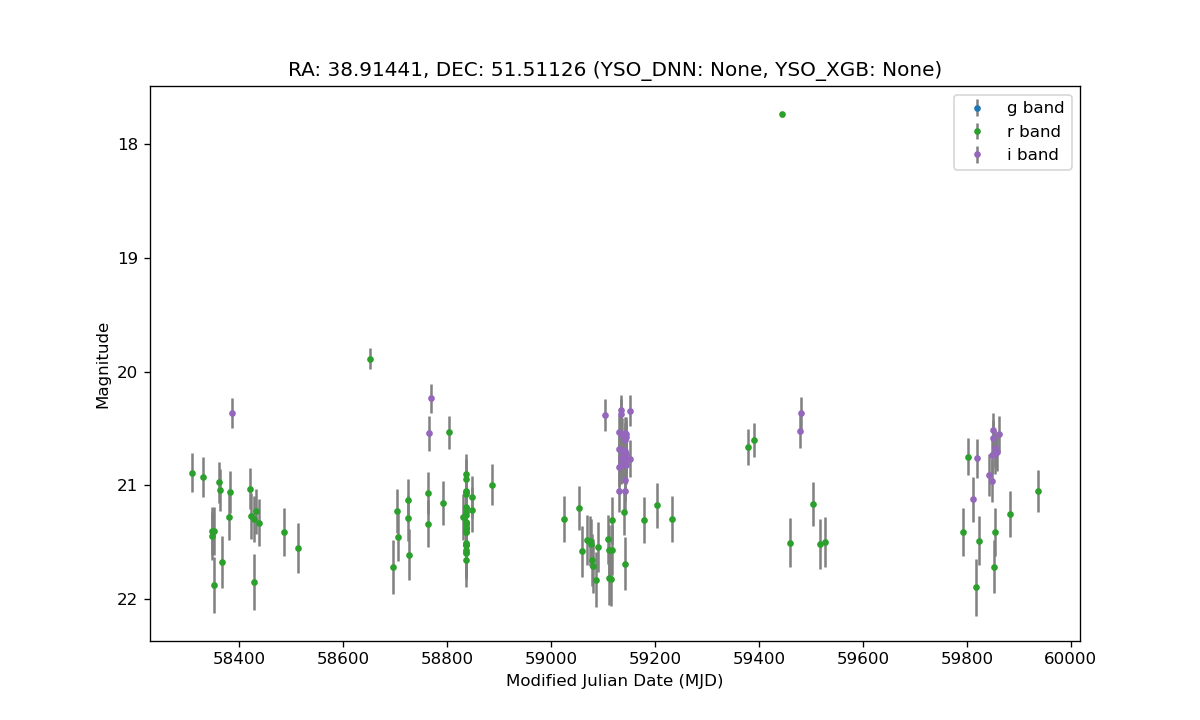 RA: 38.91441, DEC: 51.51126 (YSO_DNN: None, YSO_XGB: None)
g band
r band
i band
18
19
20
21
22
Magnitude
58400 58600 58800 59000 59200 59400 59600 59800 60000
Modified Julian Date (MJD)